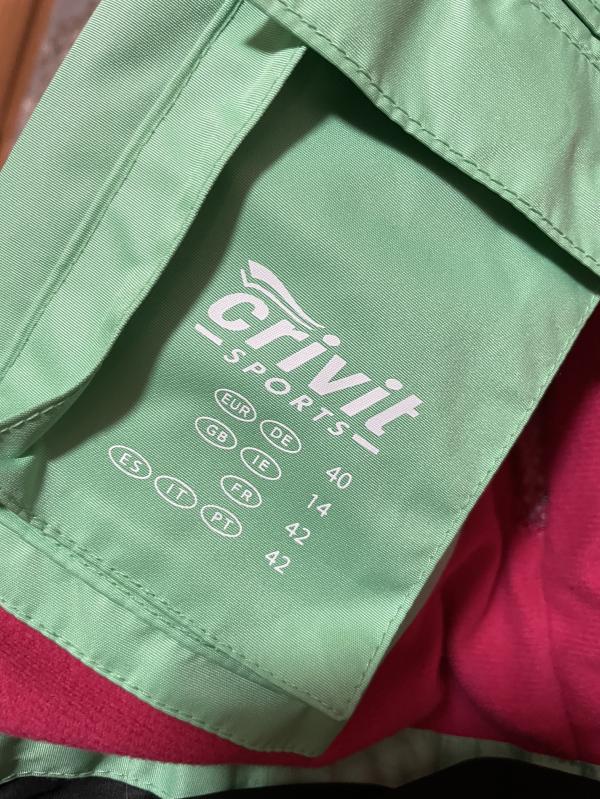 crivit
SPORTS
EUR DE 40
GB IE 14
FR 42
ES IT PT 42